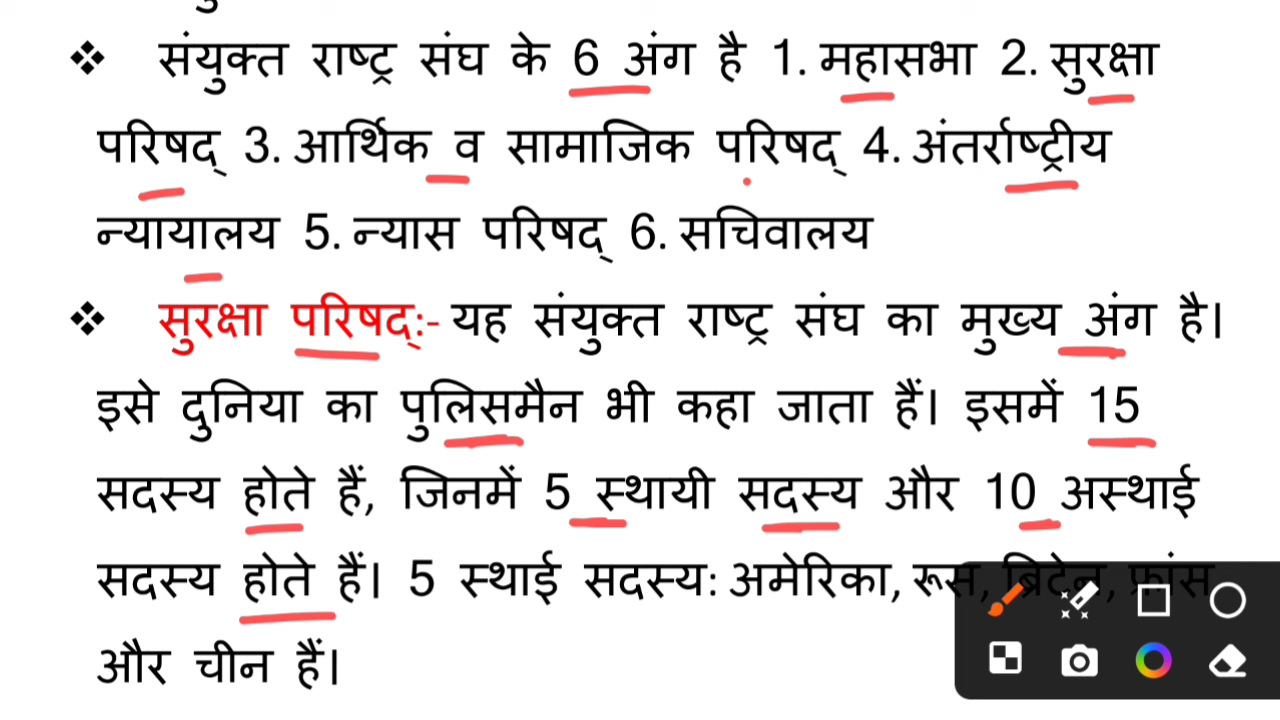 ❖ संयुक्त राष्ट्र संघ के 6 अंग है 1. महासभा 2. सुरक्षा
परिषद् 3. आर्थिक व सामाजिक परिषद् 4. अंतर्राष्ट्रीय
न्यायालय 5. न्यास परिषद् 6. सचिवालय
❖ सुरक्षा परिषद्:- यह संयुक्त राष्ट्र संघ का मुख्य अंग है।
इसे दुनिया का पुलिसमैन भी कहा जाता हैं। इसमें 15
सदस्य होते हैं, जिनमें 5 स्थायी सदस्य और 10 अस्थाई
सदस्य होते हैं। 5 स्थाई सदस्य: अमेरिका, रूस, ब्रिटेन, फ्रांस
और चीन हैं।